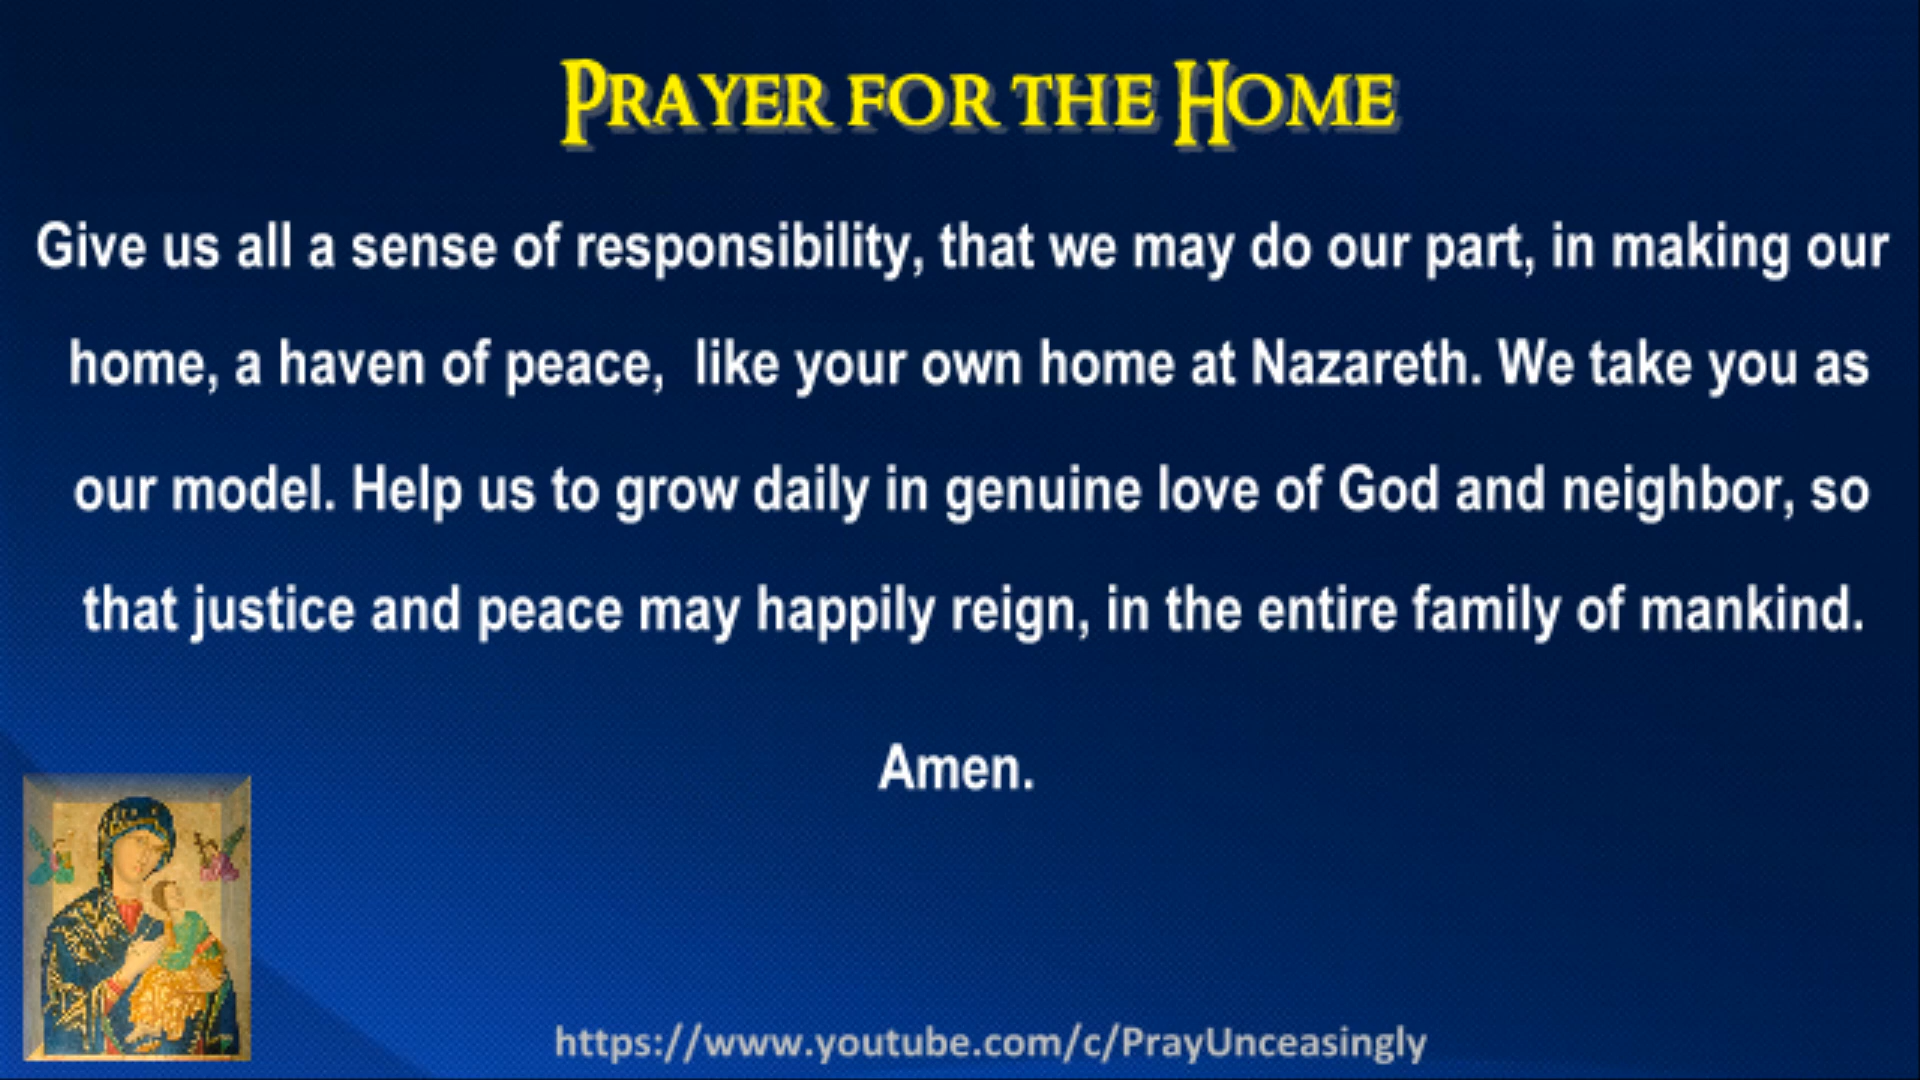 PRAYER FOR THE HOME
Give us all a sense of responsibility, that we may do our part, in making our
home, a haven of peace,  like your own home at Nazareth. We take you as
our model. Help us to grow daily in genuine love of God and neighbor, so
that justice and peace may happily reign, in the entire family of mankind.
Amen.
https://www.youtube.com/c/PrayUnceasingly